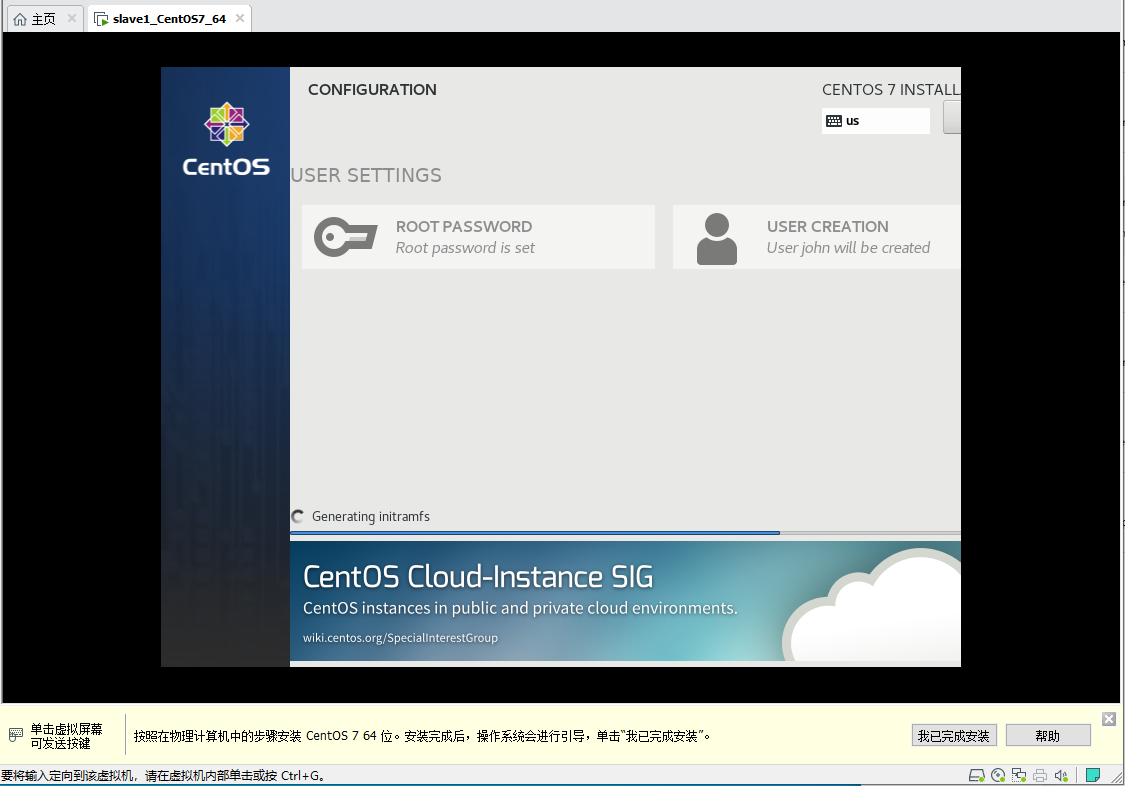 主页
slave1_CentOS7_64
CentOS
CONFIGURATION
CENTOS 7 INSTALL
us
USER SETTINGS
ROOT PASSWORD
Root password is set
USER CREATION
User john will be created
Generating initramfs
CentOS Cloud-Instance SIG
CentOS instances in public and private cloud environments.
wiki.centos.org/SpecialInterestGroup
单击虚拟屏幕
可发送按键
按照在物理计算机中的步骤安装 CentOS 7 64 位。安装完成后，操作系统会进行引导，单击“我已完成安装”。
我已完成安装
帮助
要将输入定向到该虚拟机，请在虚拟机内部单击或按 Ctrl+G。